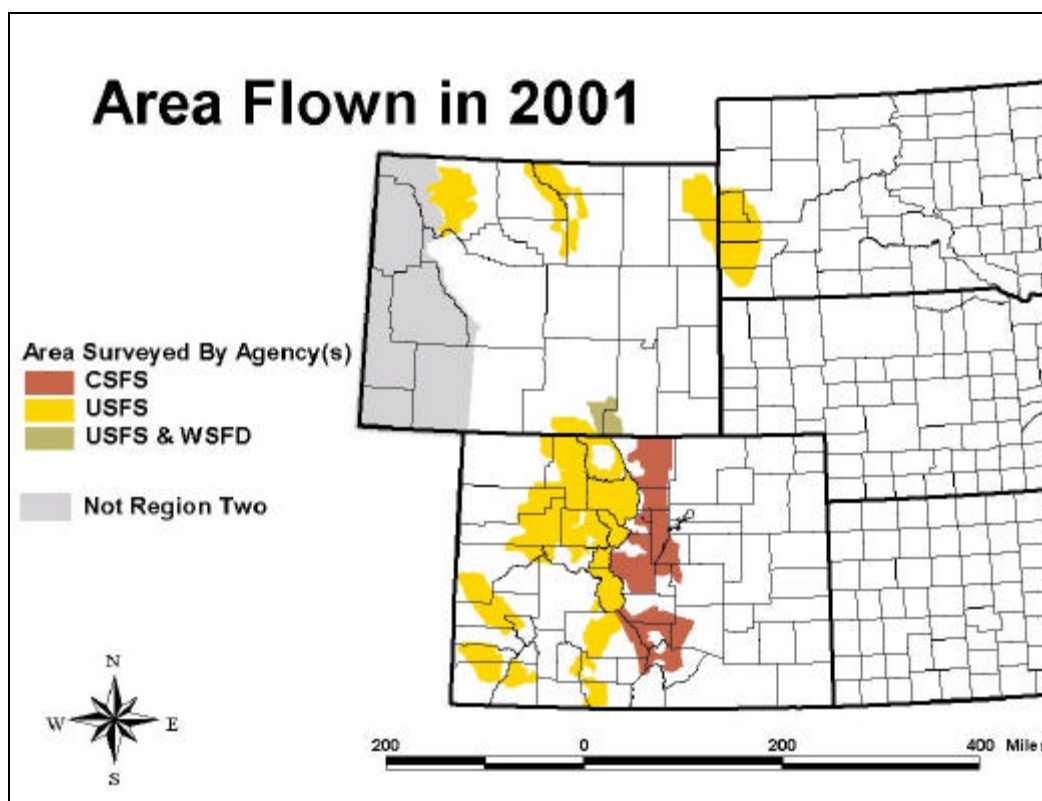 Area Flown in 2001
Area Surveyed By Agency(s)
CSFS
USFS
USFS & WSFD
Not Region Two
N
W E
S
200 0 200 400 Miles